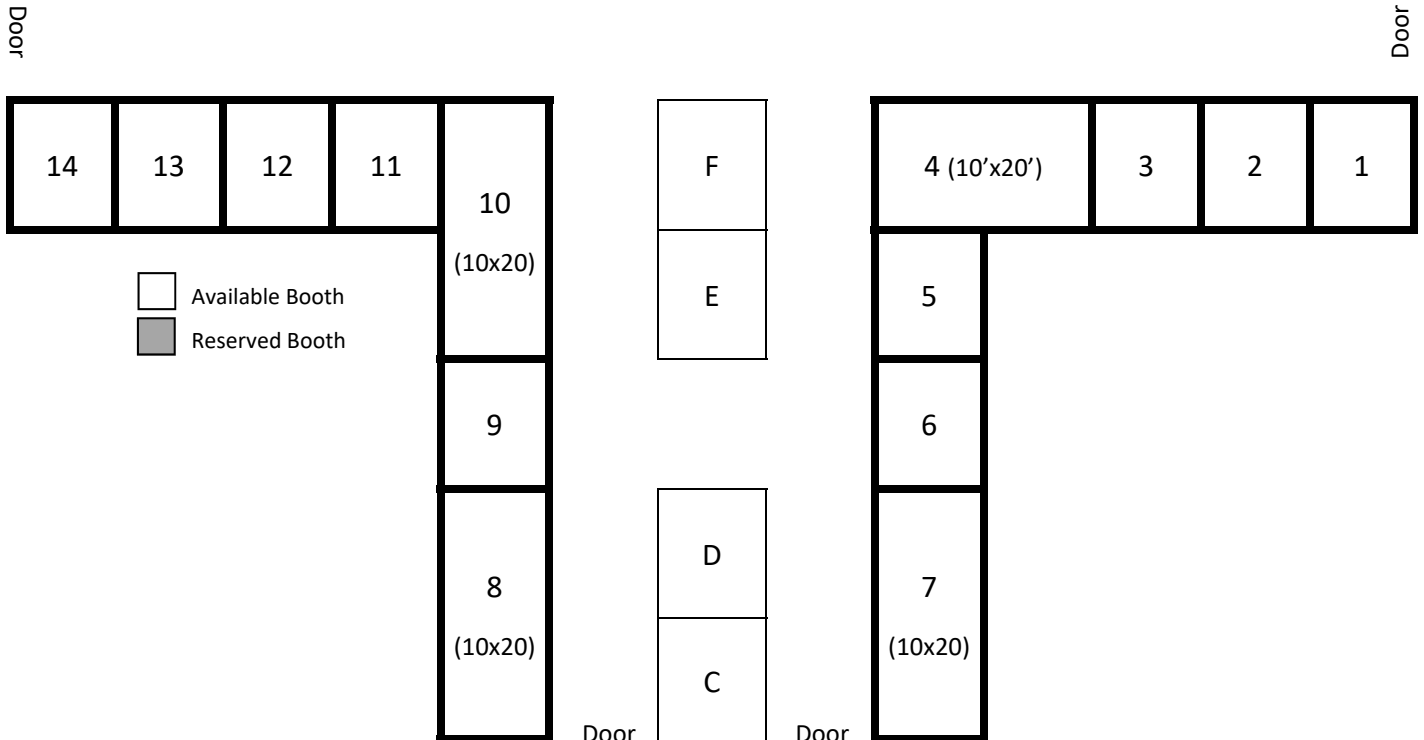 Door
Door
14
13
12
11
10
(10x20)
F
4 (10’x20’)
3
2
1
E
5
Available Booth
Reserved Booth
9
6
D
8
(10x20)
7
(10x20)
C
Door
Door